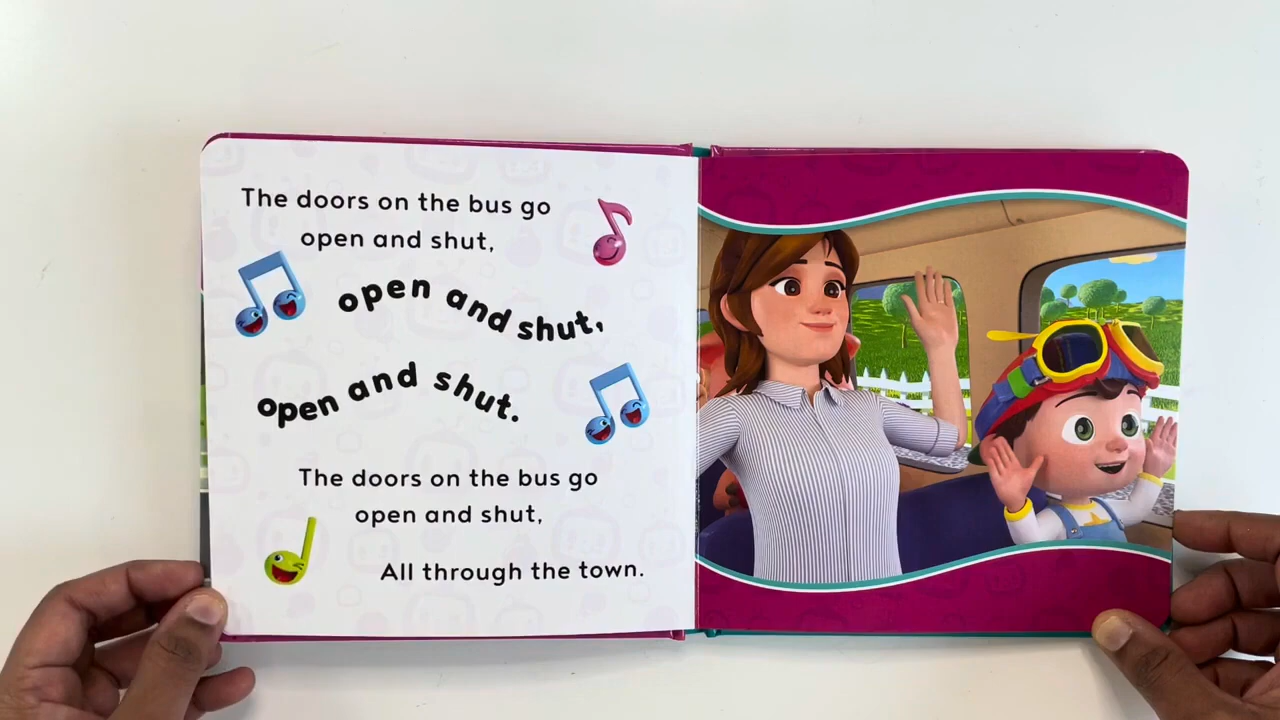 The doors on the bus go
open and shut,
open and shut,
open and shut.
The doors on the bus go
open and shut,
All through the town.